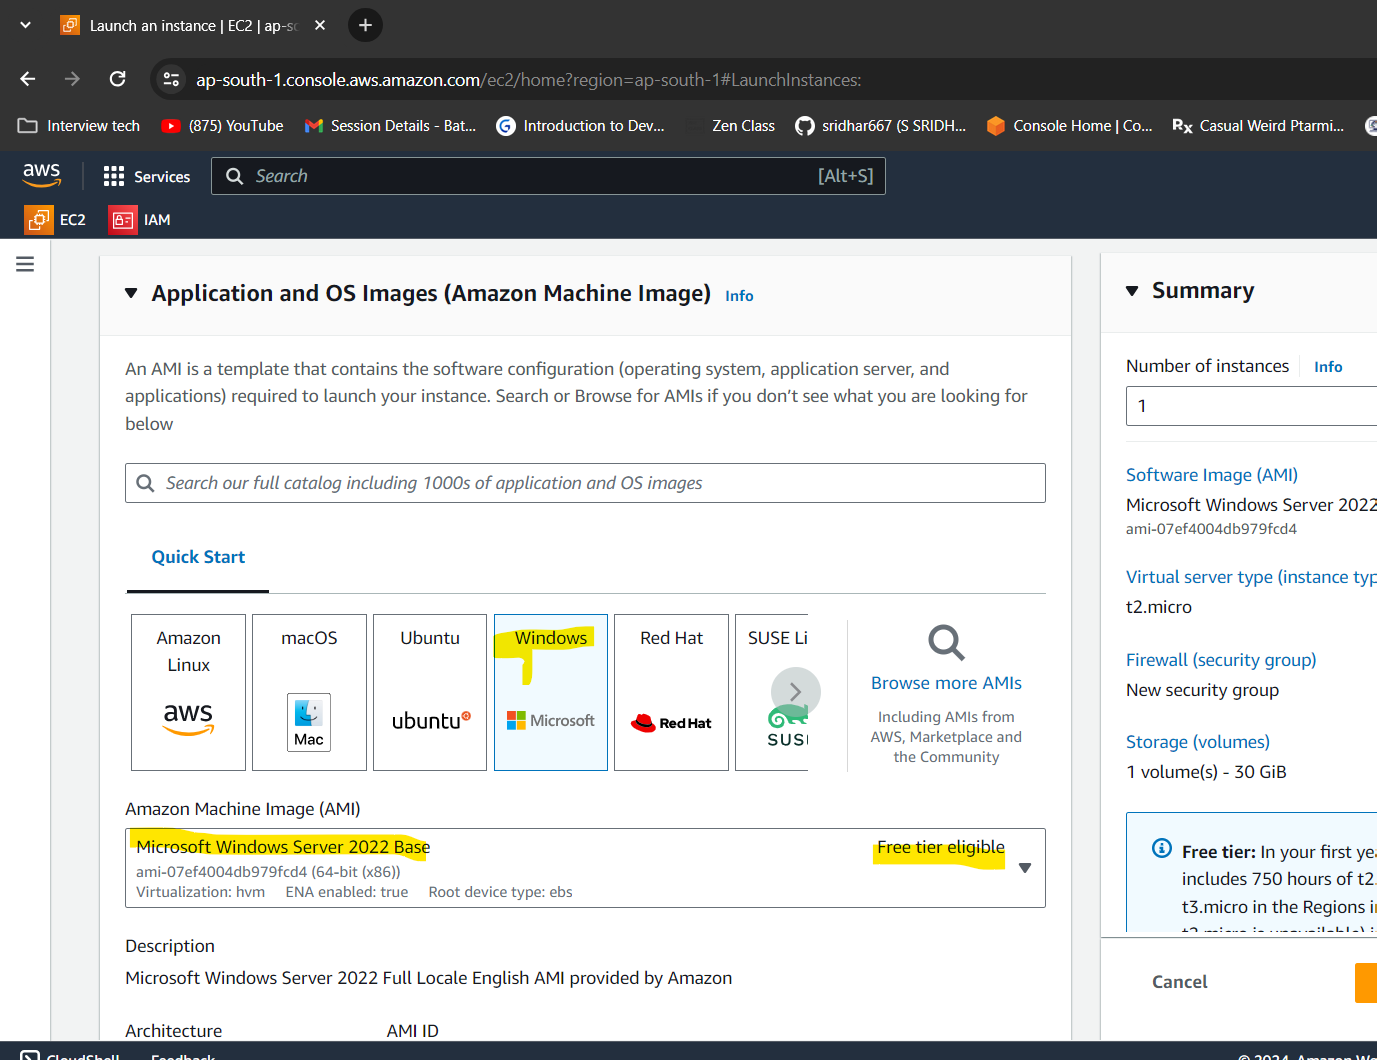 Launch an instance | EC2 | ap-so
ap-south-1.console.aws.amazon.com/ec2/home?region=ap-south-1#LaunchInstances:
Interview tech
(875) YouTube
Session Details - Bat...
Introduction to Dev...
Zen Class
sridhar667 (S SRIDH...
Console Home | Co...
Rx Casual Weird Ptarmi...
aws
Services
Search
[Alt+S]
EC2
IAM
Application and OS Images (Amazon Machine Image) Info
An AMI is a template that contains the software configuration (operating system, application server, and
applications) required to launch your instance. Search or Browse for AMIs if you don’t see what you are looking for
below
Search our full catalog including 1000s of application and OS images
Quick Start
Amazon
Linux
aws
macOS
Mac
Ubuntu
ubuntu
Windows
Microsoft
Red Hat
Red Hat
SUSE Li
SUS
Browse more AMIs
Including AMIs from
AWS, Marketplace and
the Community
Amazon Machine Image (AMI)
Microsoft Windows Server 2022 Base
Free tier eligible
ami-07ef4004db979fcd4 (64-bit (x86))
Virtualization: hvm ENA enabled: true Root device type: ebs
Description
Microsoft Windows Server 2022 Full Locale English AMI provided by Amazon
Architecture
AMI ID
Summary
Number of instances
Info
1
Software Image (AMI)
Microsoft Windows Server 2022
ami-07ef4004db979fcd4
Virtual server type (instance typ
t2.micro
Firewall (security group)
New security group
Storage (volumes)
1 volume(s) - 30 GiB
Free tier: In your first ye
includes 750 hours of t2.
t3.micro in the Regions i
t2.micro is unavailable) i
Cancel
CloudShell
Feedback
© 2024, Amazon We